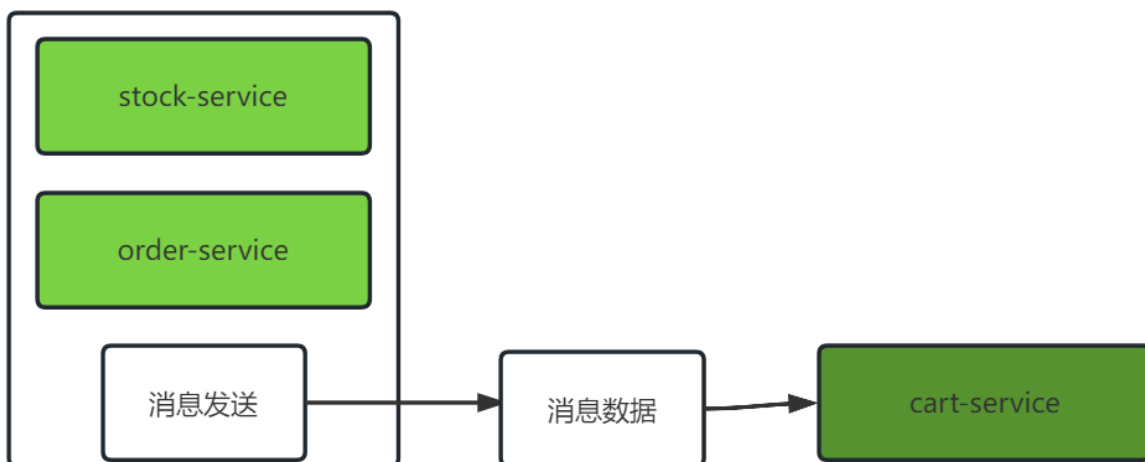 stock-service
order-service
消息发送
消息数据
cart-service